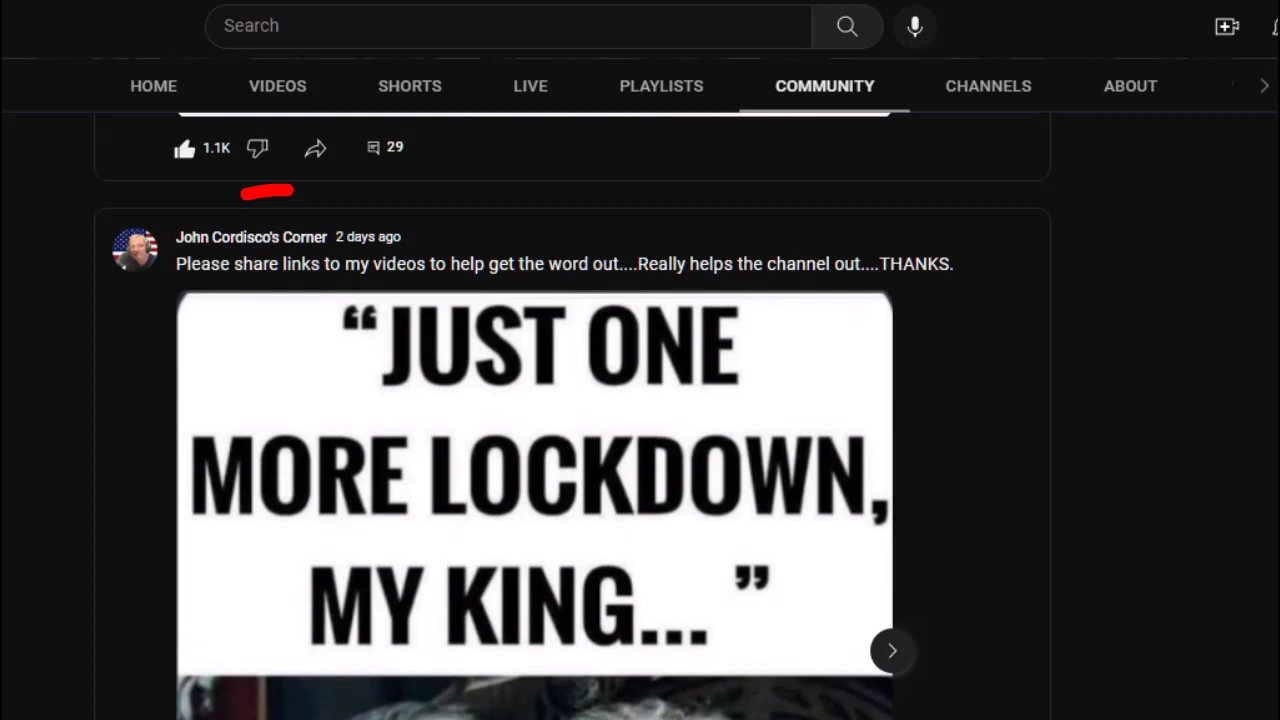 Search
HOME VIDEOS SHORTS LIVE PLAYLISTS COMMUNITY CHANNELS ABOUT
1.1K 29
John Cordisco's Corner 2 days ago
Please share links to my videos to help get the word out....Really helps the channel out....THANKS.
“JUST ONE
MORE LOCKDOWN,
MY KING... ”